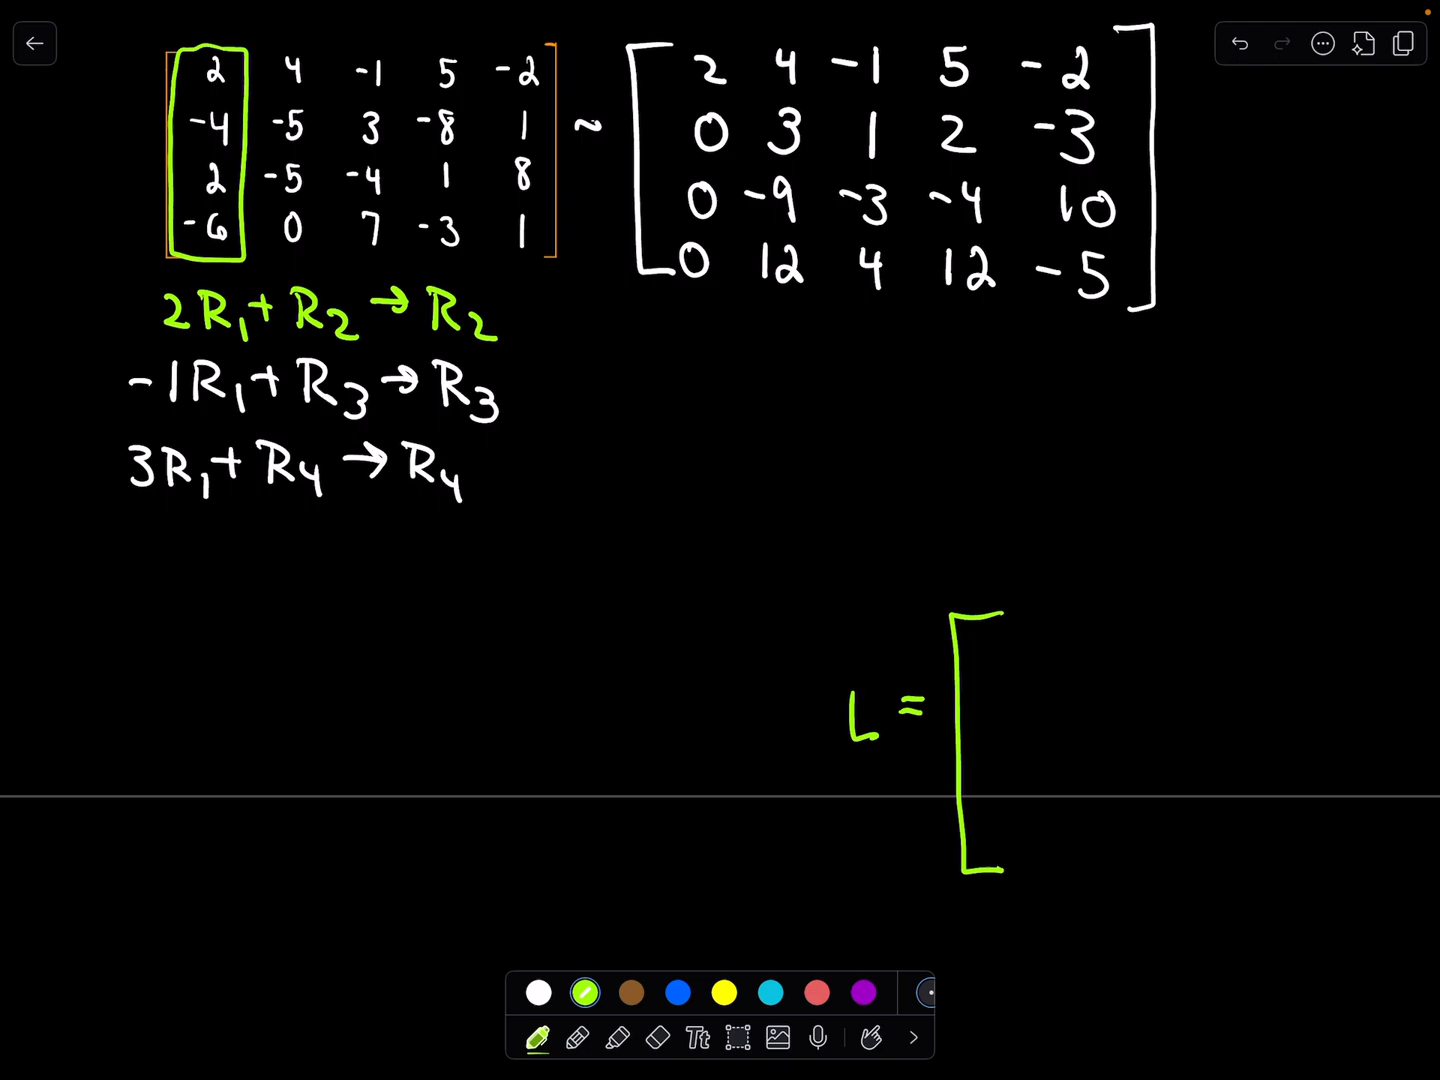 2 4 -1 5 -2
-4 -5 3 -8 1
2 -5 -4 1 8
-6 0 7 -3 1
~
2 4 -1 5 -2
0 3 1 2 -3
0 -9 -3 -4 10
0 12 4 12 -5
2R₁+R₂→R₂
-1R₁+R₃→R₃
3R₁+R₄→R₄
L = [
Tt